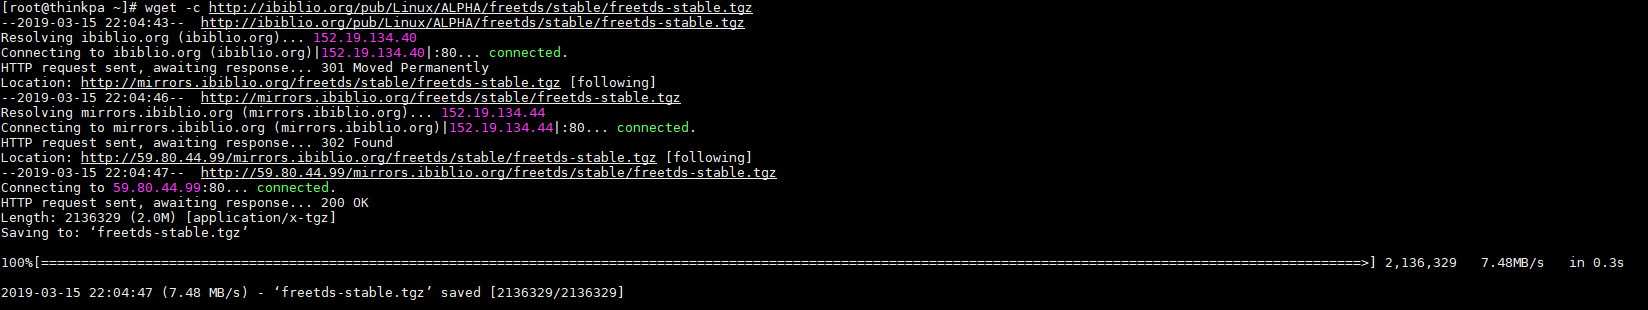 [root@thinkpa ~]# wget -c http://ibiblio.org/pub/Linux/ALPHA/freetds/stable/freetds-stable.tgz
--2019-03-15 22:04:43--  http://ibiblio.org/pub/Linux/ALPHA/freetds/stable/freetds-stable.tgz
Resolving ibiblio.org (ibiblio.org)... 152.19.134.40
Connecting to ibiblio.org (ibiblio.org)|152.19.134.40|:80... connected.
HTTP request sent, awaiting response... 301 Moved Permanently
Location: http://mirrors.ibiblio.org/freetds/stable/freetds-stable.tgz [following]
--2019-03-15 22:04:46--  http://mirrors.ibiblio.org/freetds/stable/freetds-stable.tgz
Resolving mirrors.ibiblio.org (mirrors.ibiblio.org)... 152.19.134.44
Connecting to mirrors.ibiblio.org (mirrors.ibiblio.org)|152.19.134.44|:80... connected.
HTTP request sent, awaiting response... 302 Found
Location: http://59.80.44.99/mirrors.ibiblio.org/freetds/stable/freetds-stable.tgz [following]
--2019-03-15 22:04:47--  http://59.80.44.99/mirrors.ibiblio.org/freetds/stable/freetds-stable.tgz
Connecting to 59.80.44.99:80... connected.
HTTP request sent, awaiting response... 200 OK
Length: 2136329 (2.0M) [application/x-tgz]
Saving to: ‘freetds-stable.tgz’
100%[=====================================================================================================================================================================>] 2,136,329   7.48MB/s   in 0.3s
2019-03-15 22:04:47 (7.48 MB/s) - ‘freetds-stable.tgz’ saved [2136329/2136329]